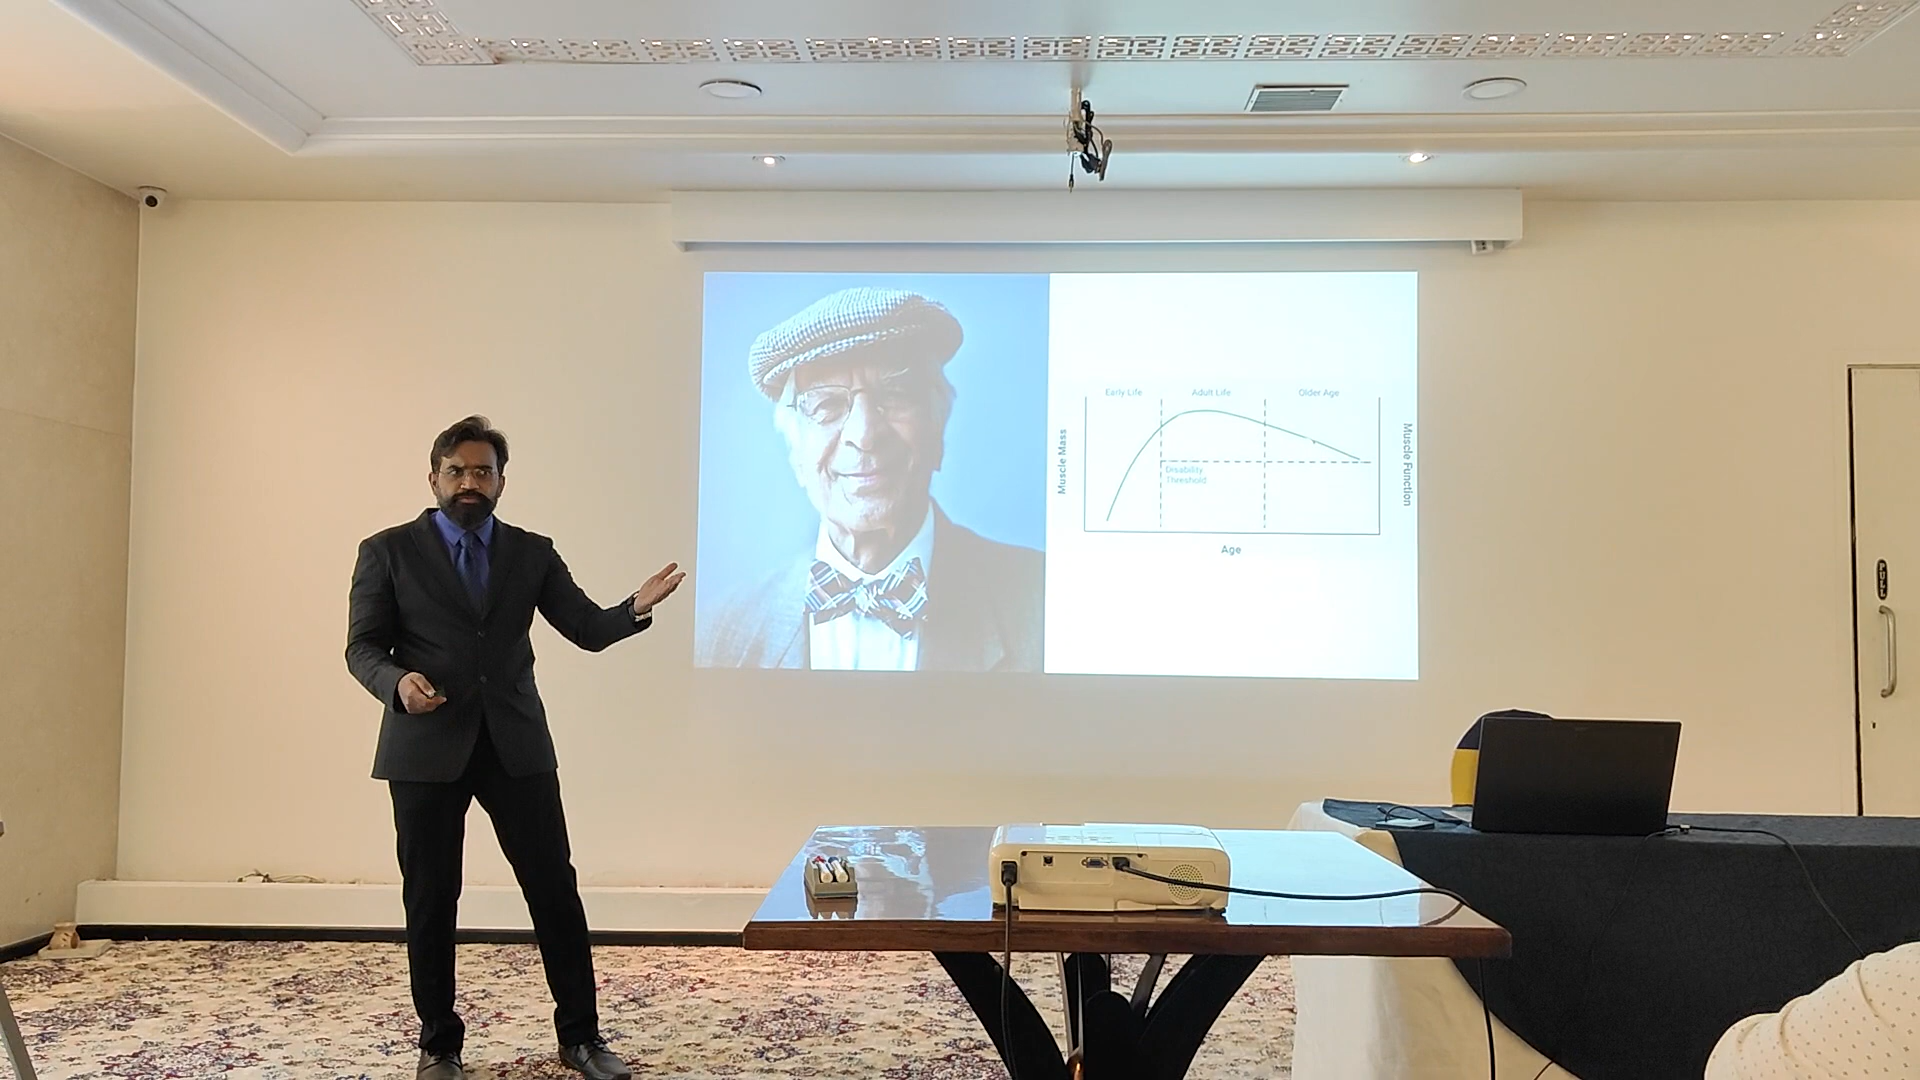 Early Life
Adult Life
Older Age
Muscle Mass
Disability
Threshold
Muscle Function
Age
PULL